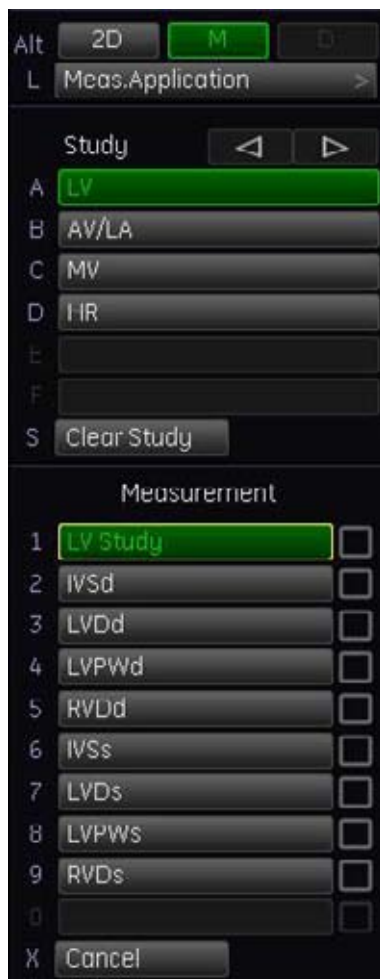 Alt 2D M D
L Meas.Application >
Study
A LV
B AV/LA
C MV
D HR
E
F
S Clear Study
Measurement
1 LV Study
2 IVSd
3 LVDd
4 LVPWd
5 RVDd
6 IVSs
7 LVDs
8 LVPWs
9 RVDs
0
X Cancel